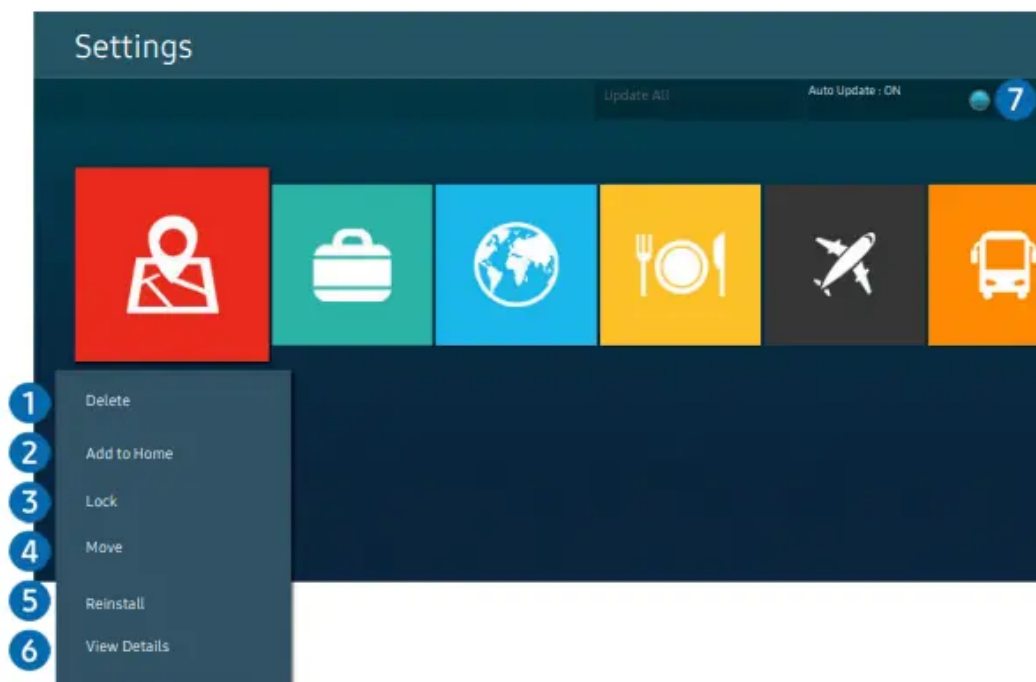 Settings
Update All
Auto Update : ON
7
1 Delete
2 Add to Home
3 Lock
4 Move
5 Reinstall
6 View Details